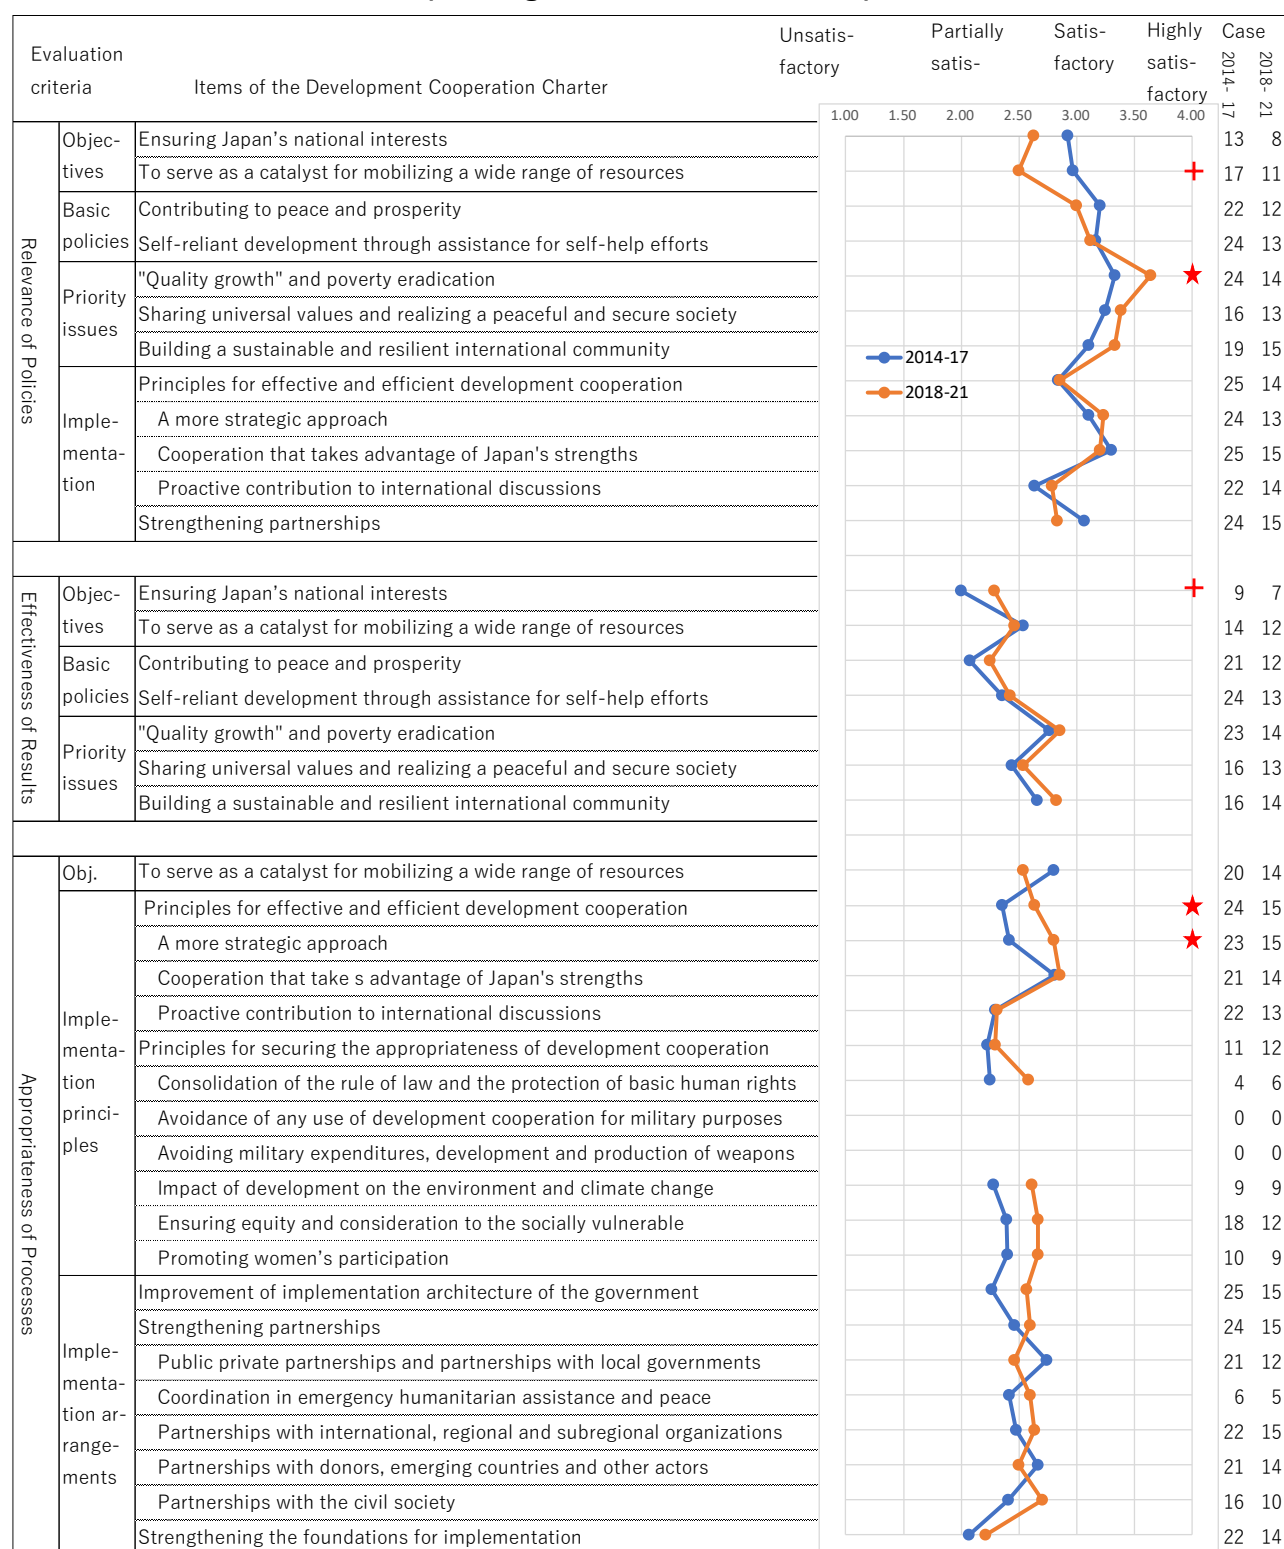 Evaluation
criteria
Items of the Development Cooperation Charter
Unsatis-
factory
Partially
satis-
Satis-
factory
Highly
satis-
factory
Case
2014- 17
2018- 21
1.00 1.50 2.00 2.50 3.00 3.50 4.00
Relevance of Policies
Objec-
tives
Ensuring Japan's national interests 13 8
To serve as a catalyst for mobilizing a wide range of resources 17 11
Basic
policies
Contributing to peace and prosperity 22 12
Self-reliant development through assistance for self-help efforts 24 13
Priority
issues
"Quality growth" and poverty eradication 24 14
Sharing universal values and realizing a peaceful and secure society 16 13
Building a sustainable and resilient international community 19 15
2014-17
2018-21
Imple-
menta-
tion
Principles for effective and efficient development cooperation 25 14
A more strategic approach 24 13
Cooperation that takes advantage of Japan's strengths 25 15
Proactive contribution to international discussions 22 14
Strengthening partnerships 24 15
Effectiveness of Results
Objec-
tives
Ensuring Japan's national interests 9 7
To serve as a catalyst for mobilizing a wide range of resources 14 12
Basic
policies
Contributing to peace and prosperity 21 12
Self-reliant development through assistance for self-help efforts 24 13
Priority
issues
"Quality growth" and poverty eradication 23 14
Sharing universal values and realizing a peaceful and secure society 16 13
Building a sustainable and resilient international community 16 14
Appropriateness of Processes
Obj.
To serve as a catalyst for mobilizing a wide range of resources 20 14
Imple-
menta-
tion
princi-
ples
Principles for effective and efficient development cooperation 24 15
A more strategic approach 23 15
Cooperation that take s advantage of Japan's strengths 21 14
Proactive contribution to international discussions 22 13
Principles for securing the appropriateness of development cooperation 11 12
Consolidation of the rule of law and the protection of basic human rights 4 6
Avoidance of any use of development cooperation for military purposes 0 0
Avoiding military expenditures, development and production of weapons 0 0
Impact of development on the environment and climate change 9 9
Ensuring equity and consideration to the socially vulnerable 18 12
Promoting women's participation 10 9
Imple-
menta-
tion ar-
range-
ments
Improvement of implementation architecture of the government 25 15
Strengthening partnerships 24 15
Public private partnerships and partnerships with local governments 21 12
Coordination in emergency humanitarian assistance and peace 6 5
Partnerships with international, regional and subregional organizations 22 15
Partnerships with donors, emerging countries and other actors 21 14
Partnerships with the civil society 16 10
Strengthening the foundations for implementation 22 14